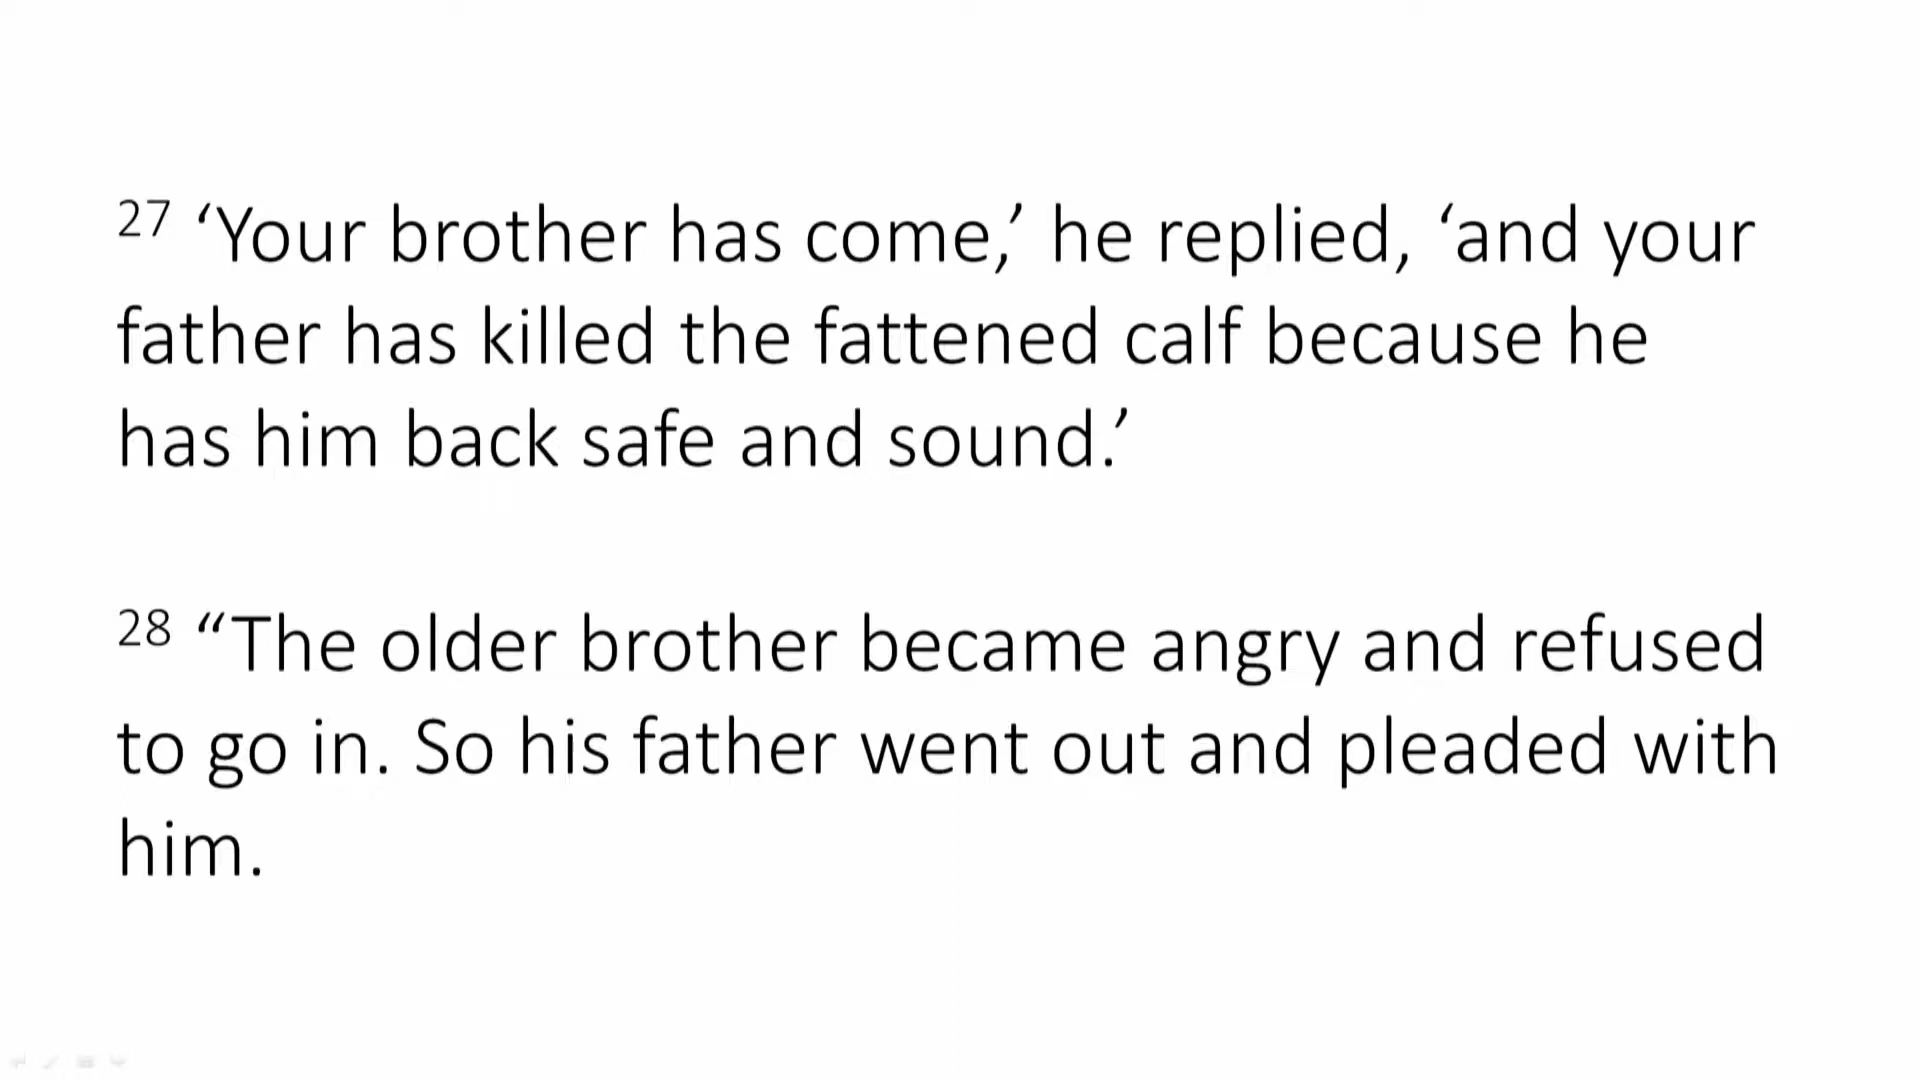 27 ‘Your brother has come,’ he replied, ‘and your
father has killed the fattened calf because he
has him back safe and sound.’
28 “The older brother became angry and refused
to go in. So his father went out and pleaded with
him.